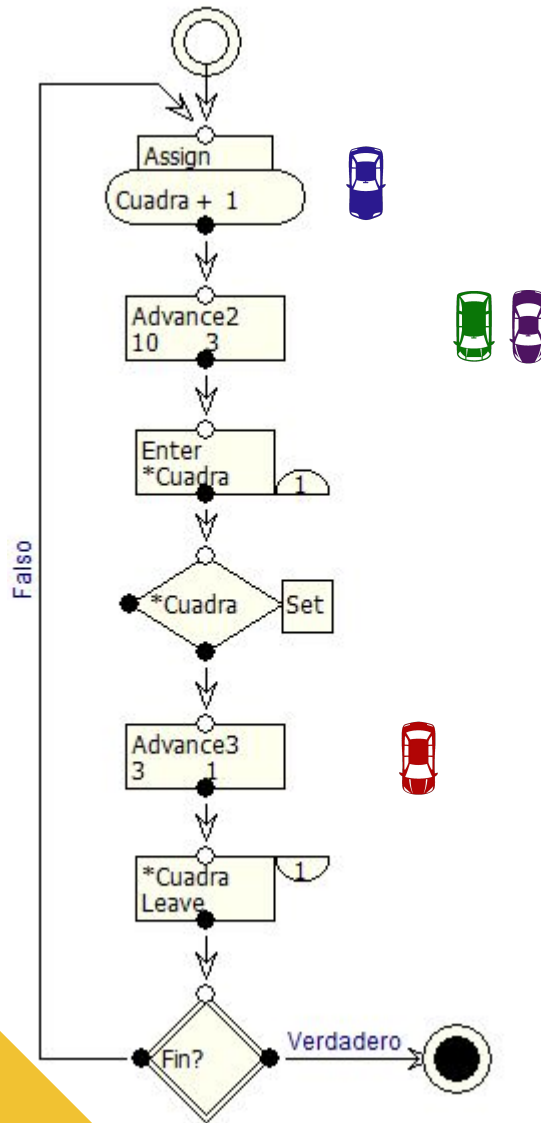 Assign
Cuadra + 1
Advance2
10 3
Enter
*Cuadra
1
*Cuadra
Set
Falso
Advance3
3 1
*Cuadra
Leave
1
Fin?
Verdadero